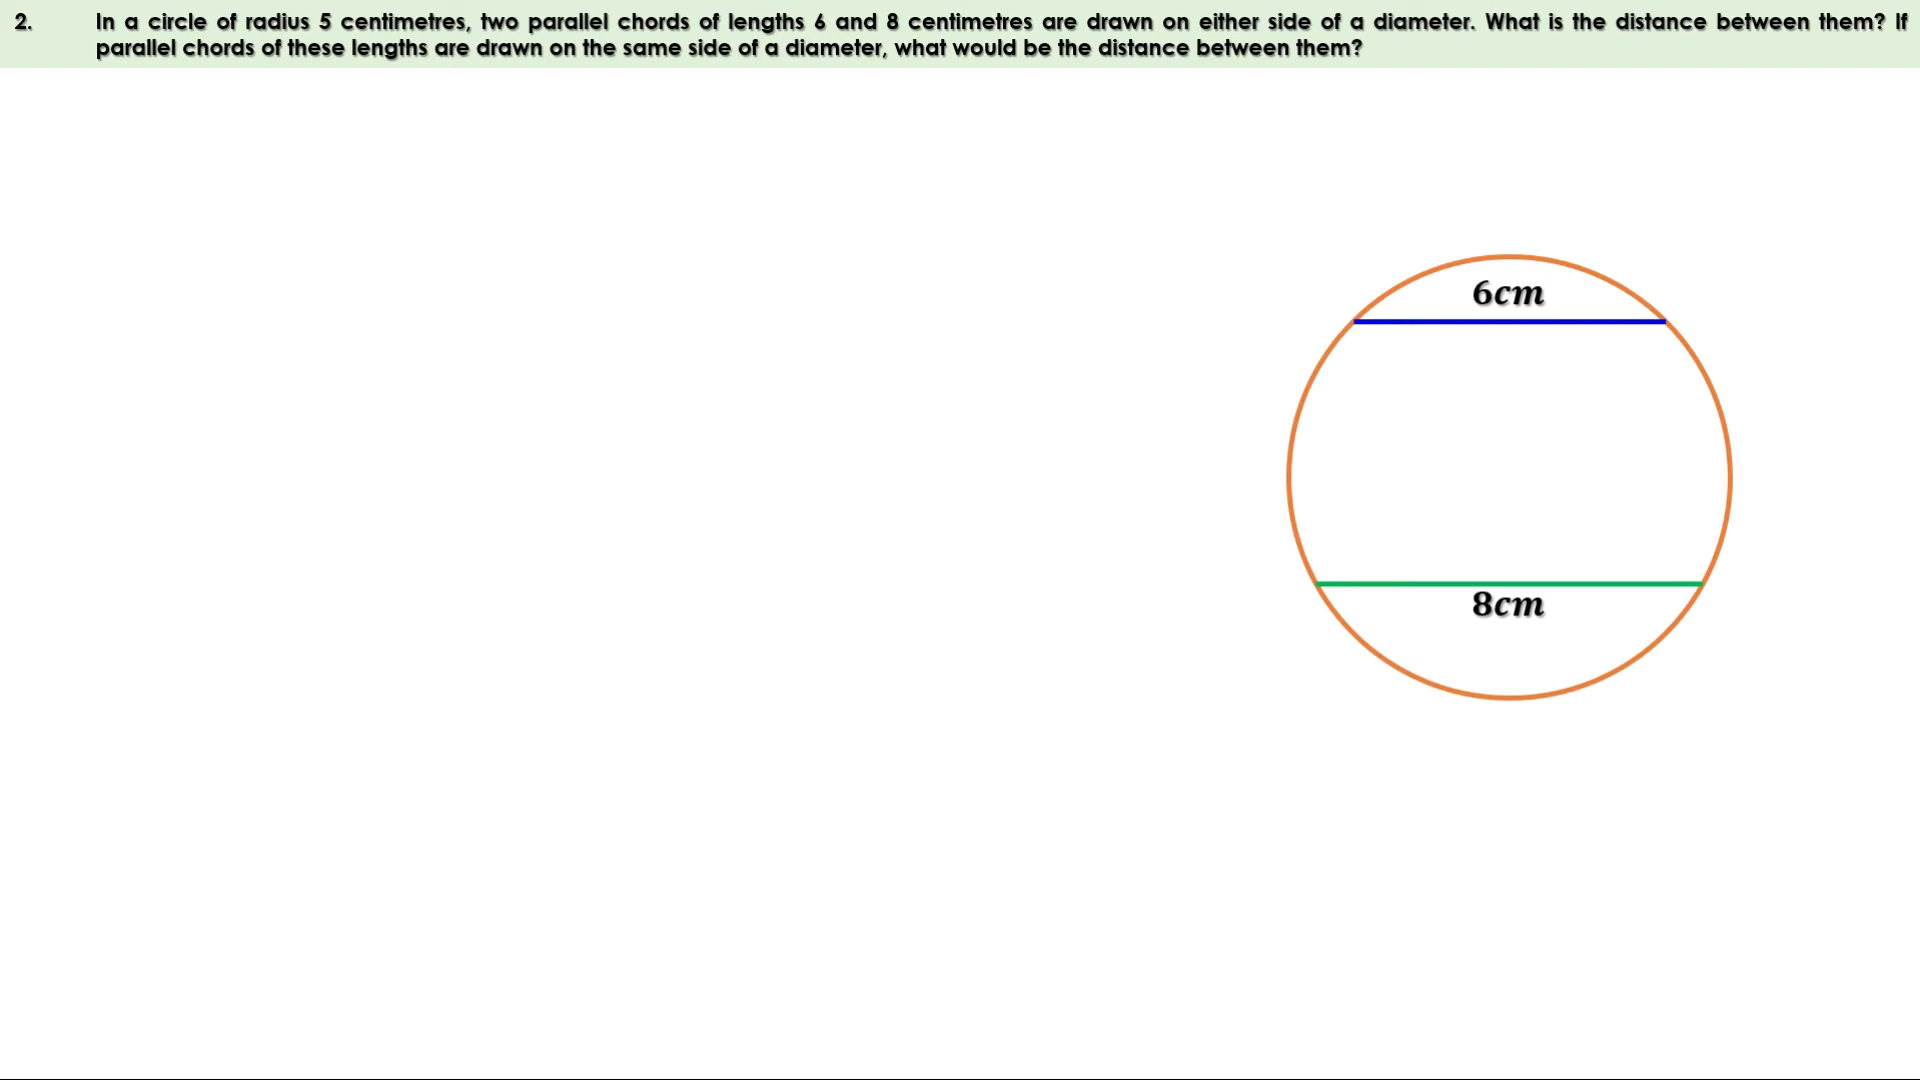 2. In a circle of radius 5 centimetres, two parallel chords of lengths 6 and 8 centimetres are drawn on either side of a diameter. What is the distance between them? If
parallel chords of these lengths are drawn on the same side of a diameter, what would be the distance between them?
6cm
8cm